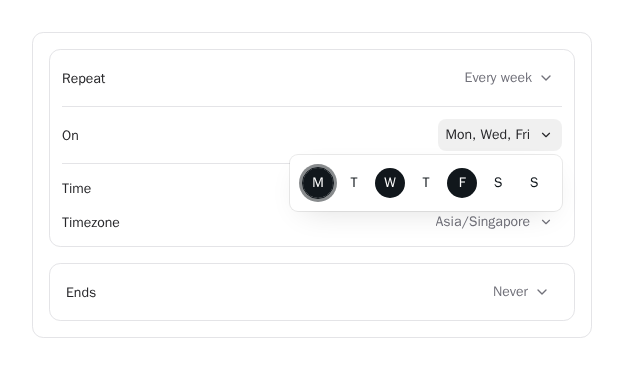 Repeat Every week
On Mon, Wed, Fri
M T W T F S S
Time
Timezone Asia/Singapore
Ends Never